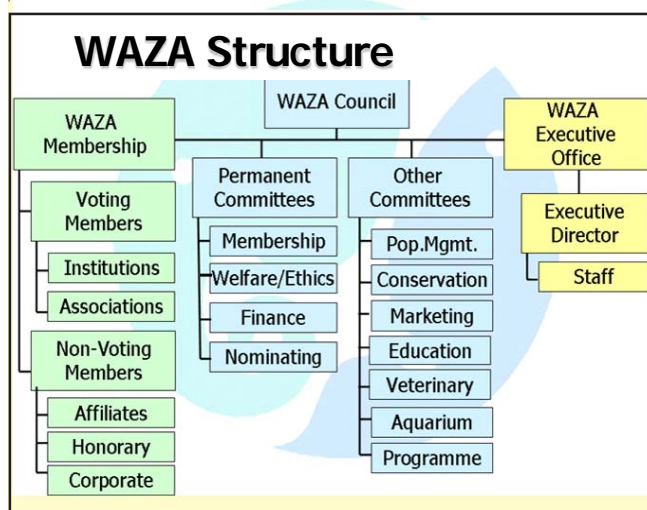 WAZA Structure
WAZA Council
WAZA
Membership
Voting
Members
Institutions
Associations
Non-Voting
Members
Affiliates
Honorary
Corporate
Permanent
Committees
Membership
Welfare/Ethics
Finance
Nominating
Other
Committees
Pop.Mgmt.
Conservation
Marketing
Education
Veterinary
Aquarium
Programme
WAZA
Executive
Office
Executive
Director
Staff